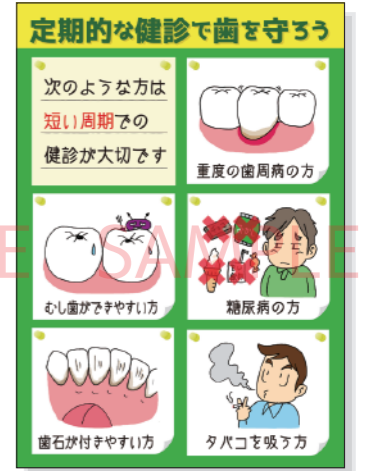 定期的な健診で歯を守ろう
次のような方は
短い周期での
健診が大切です
重度の歯周病の方
むし歯ができやすい方
糖尿病の方
歯石が付きやすい方
タバコを吸う方
SAMPLE